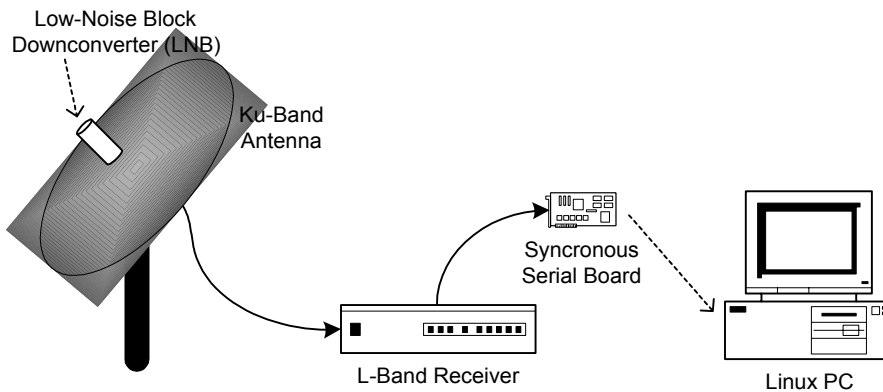 Low-Noise Block
Downconverter (LNB)
Ku-Band
Antenna
Syncronous
Serial Board
L-Band Receiver
Linux PC